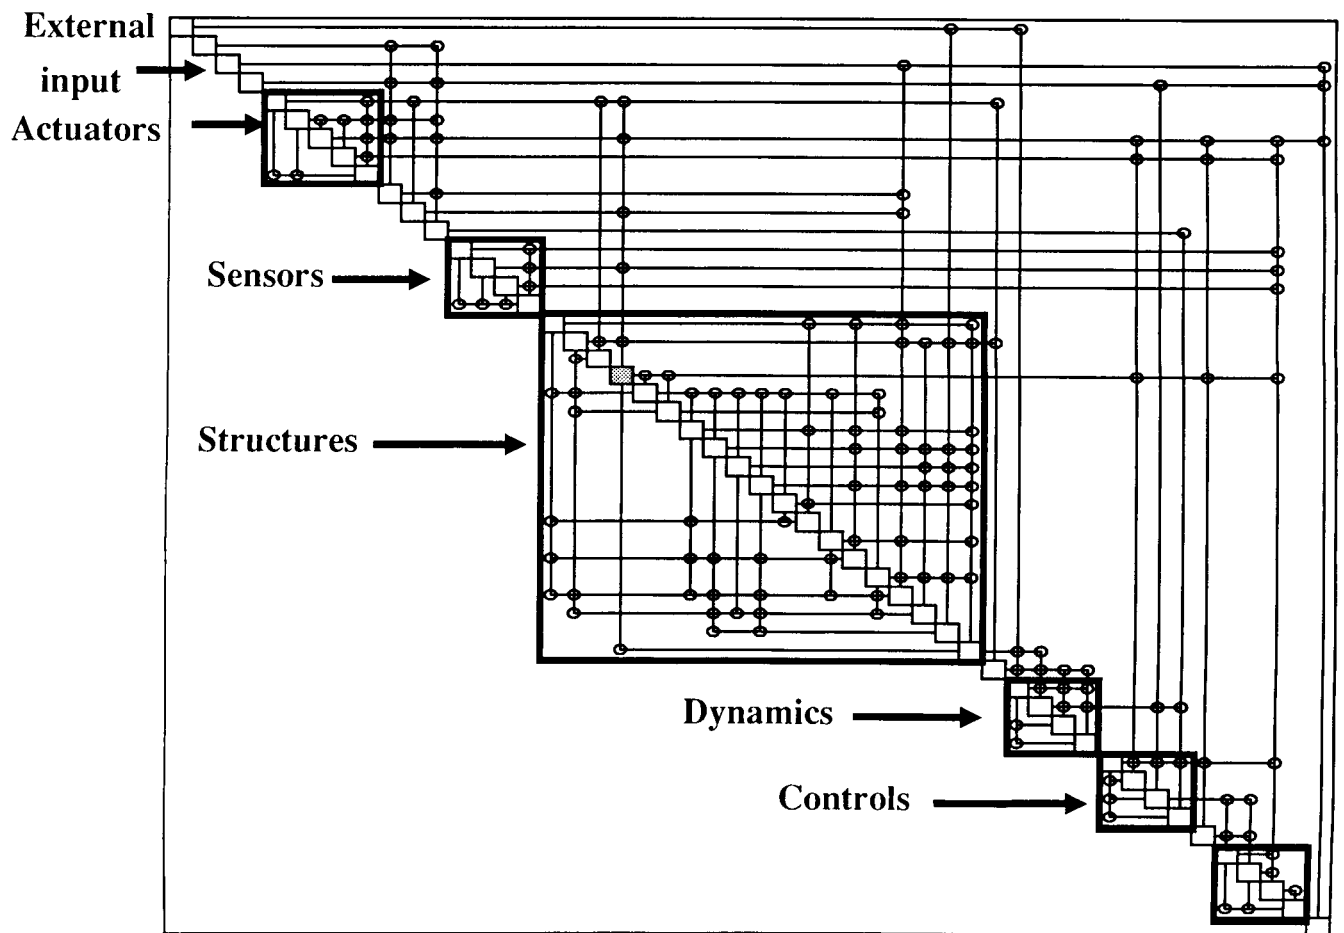 External
input
Actuators
Sensors
Structures
Dynamics
Controls